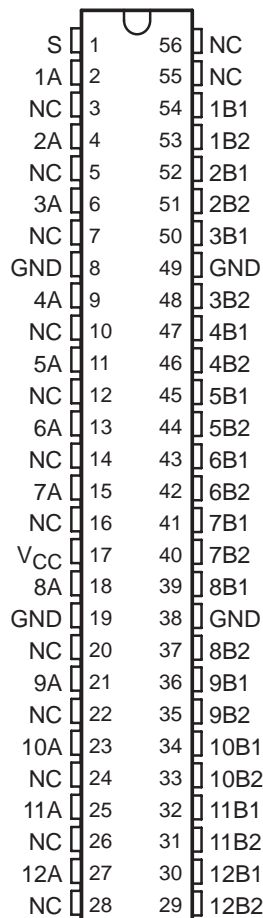 S 1 56 NC
1A 2 55 NC
NC 3 54 1B1
2A 4 53 1B2
NC 5 52 2B1
3A 6 51 2B2
NC 7 50 3B1
GND 8 49 GND
4A 9 48 3B2
NC 10 47 4B1
5A 11 46 4B2
NC 12 45 5B1
6A 13 44 5B2
NC 14 43 6B1
7A 15 42 6B2
NC 16 41 7B1
VCC 17 40 7B2
8A 18 39 8B1
GND 19 38 GND
NC 20 37 8B2
9A 21 36 9B1
NC 22 35 9B2
10A 23 34 10B1
NC 24 33 10B2
11A 25 32 11B1
NC 26 31 11B2
12A 27 30 12B1
NC 28 29 12B2